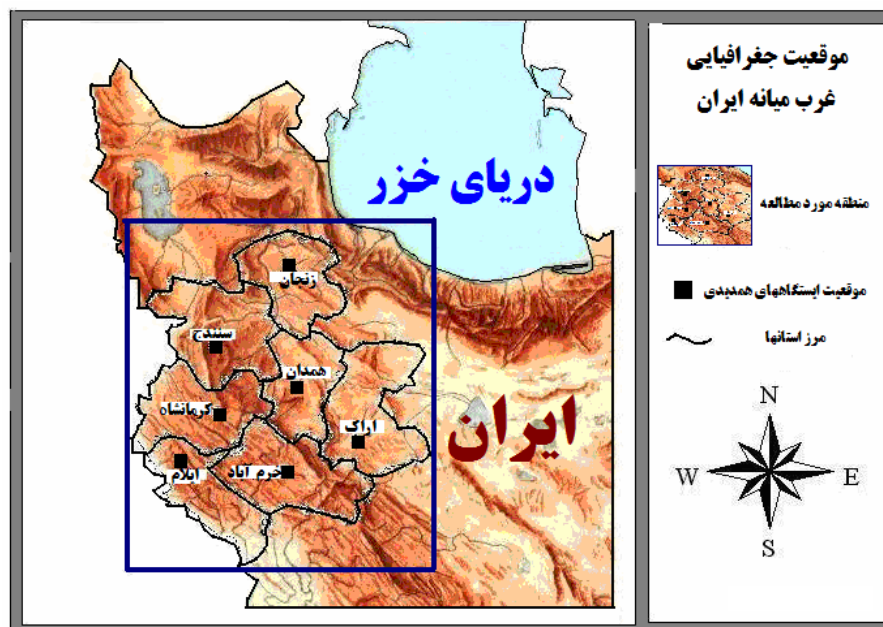 موقعیت جغرافیایی
غرب میانه ایران
منطقه مورد مطالعه
موقعیت ایستگاههای همدیدی
مرز استانها
N
W
E
S
دریای خزر
ایران
زنجان
سنندج
همدان
کرمانشاه
اراک
ایلام
خرم آباد